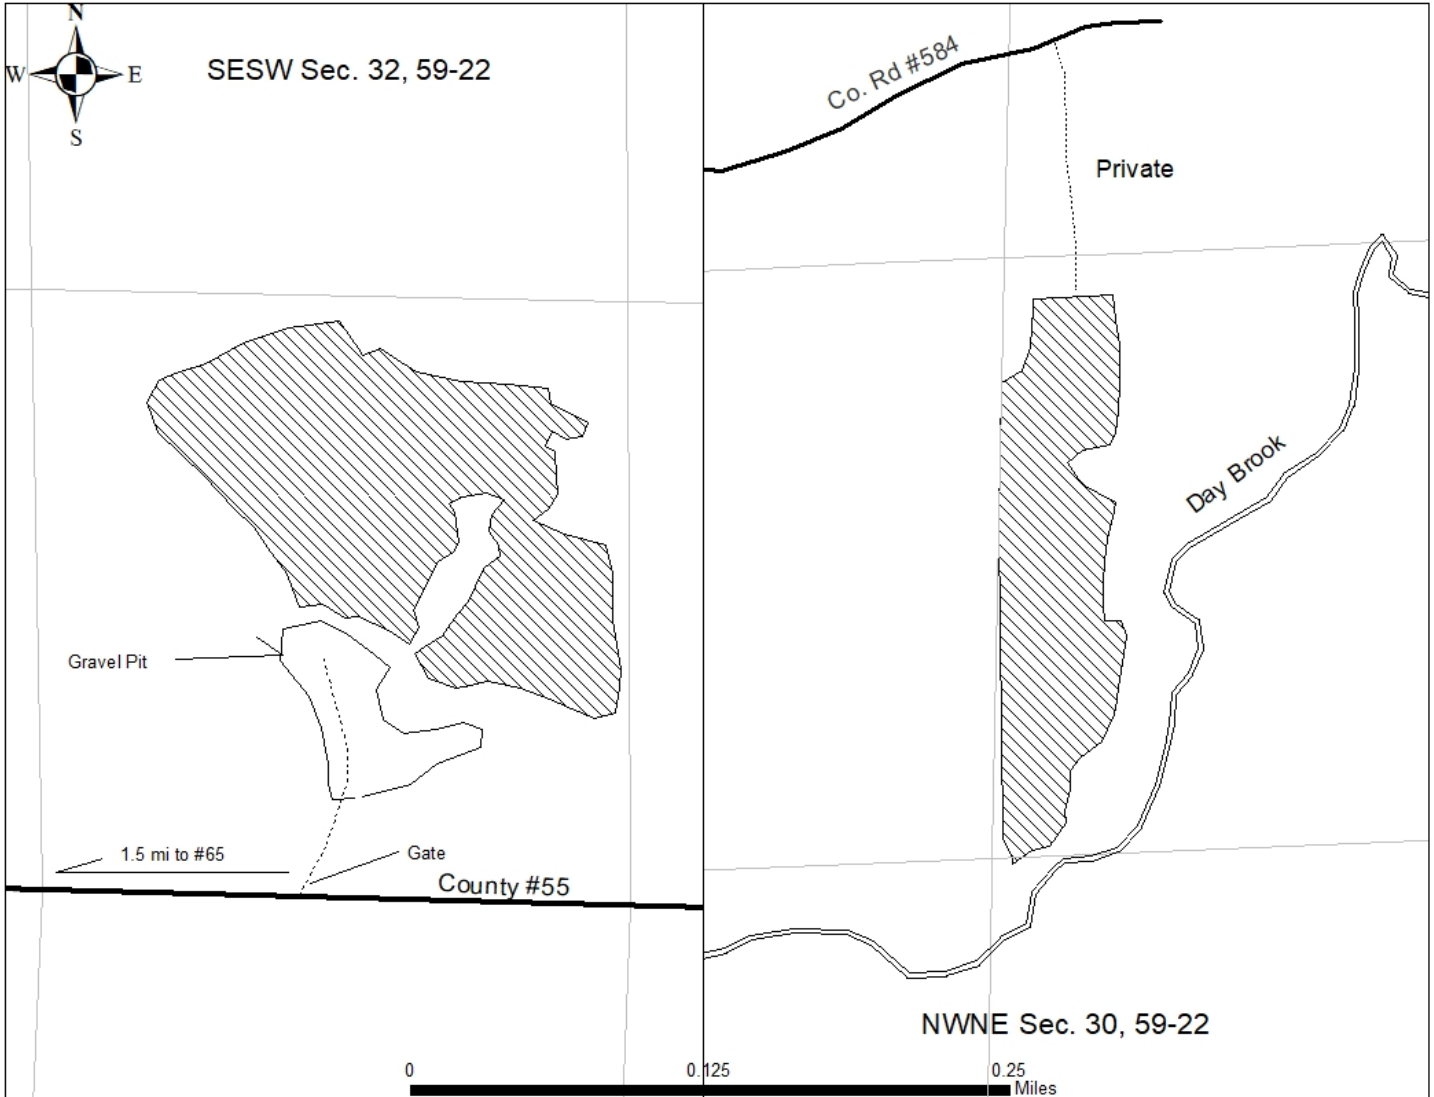 N
W E
S
SESW Sec. 32, 59-22
Gravel Pit
1.5 mi to #65
Gate
County #55
Co. Rd #584
Private
Day Brook
NWNE Sec. 30, 59-22
0 0.125 0.25
Miles